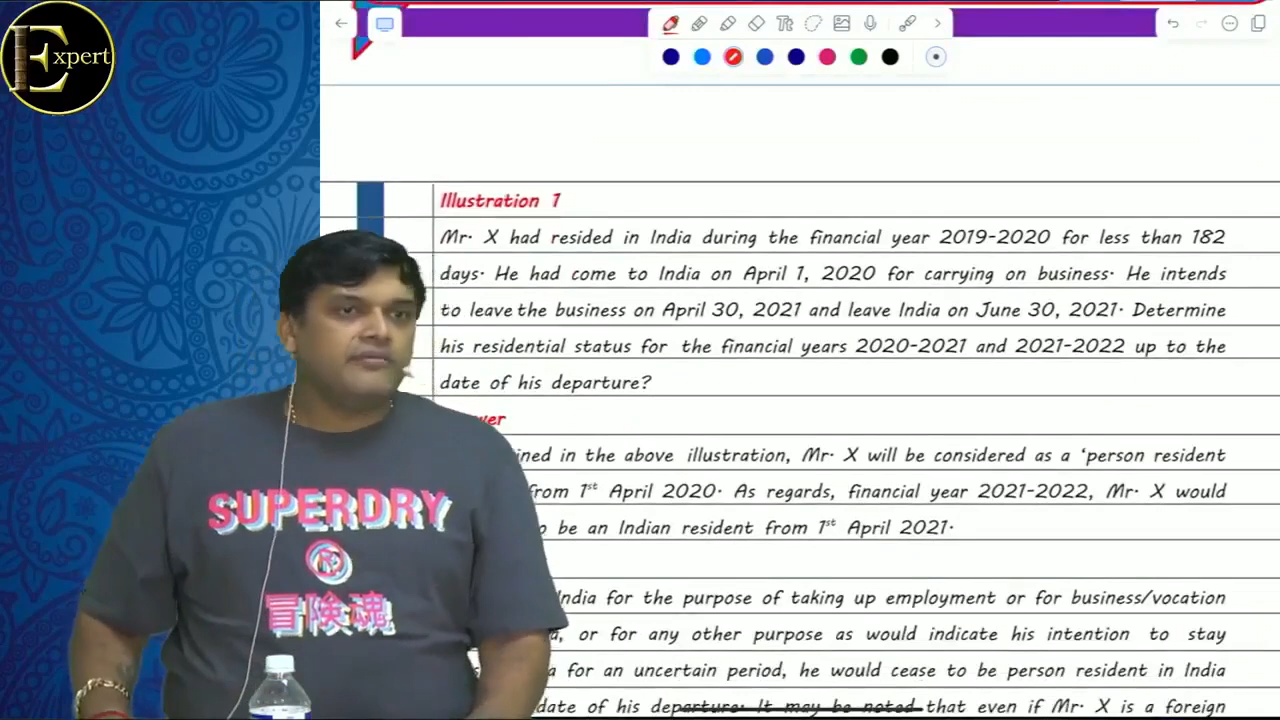 Expert
Illustration 1
Mr. X had resided in India during the financial year 2019-2020 for less than 182
days. He had come to India on April 1, 2020 for carrying on business. He intends
to leave the business on April 30, 2021 and leave India on June 30, 2021. Determine
his residential status for the financial years 2020-2021 and 2021-2022 up to the
date of his departure?
ined in the above illustration, Mr. X will be considered as a 'person resident
from 1st April 2020. As regards, financial year 2021-2022, Mr. X would
to be an Indian resident from 1st April 2021.
India for the purpose of taking up employment or for business/vocation
, or for any other purpose as would indicate his intention to stay
a for an uncertain period, he would cease to be person resident in India
date of his departure. It may be noted that even if Mr. X is a foreign
SUPERDRY
冒険魂